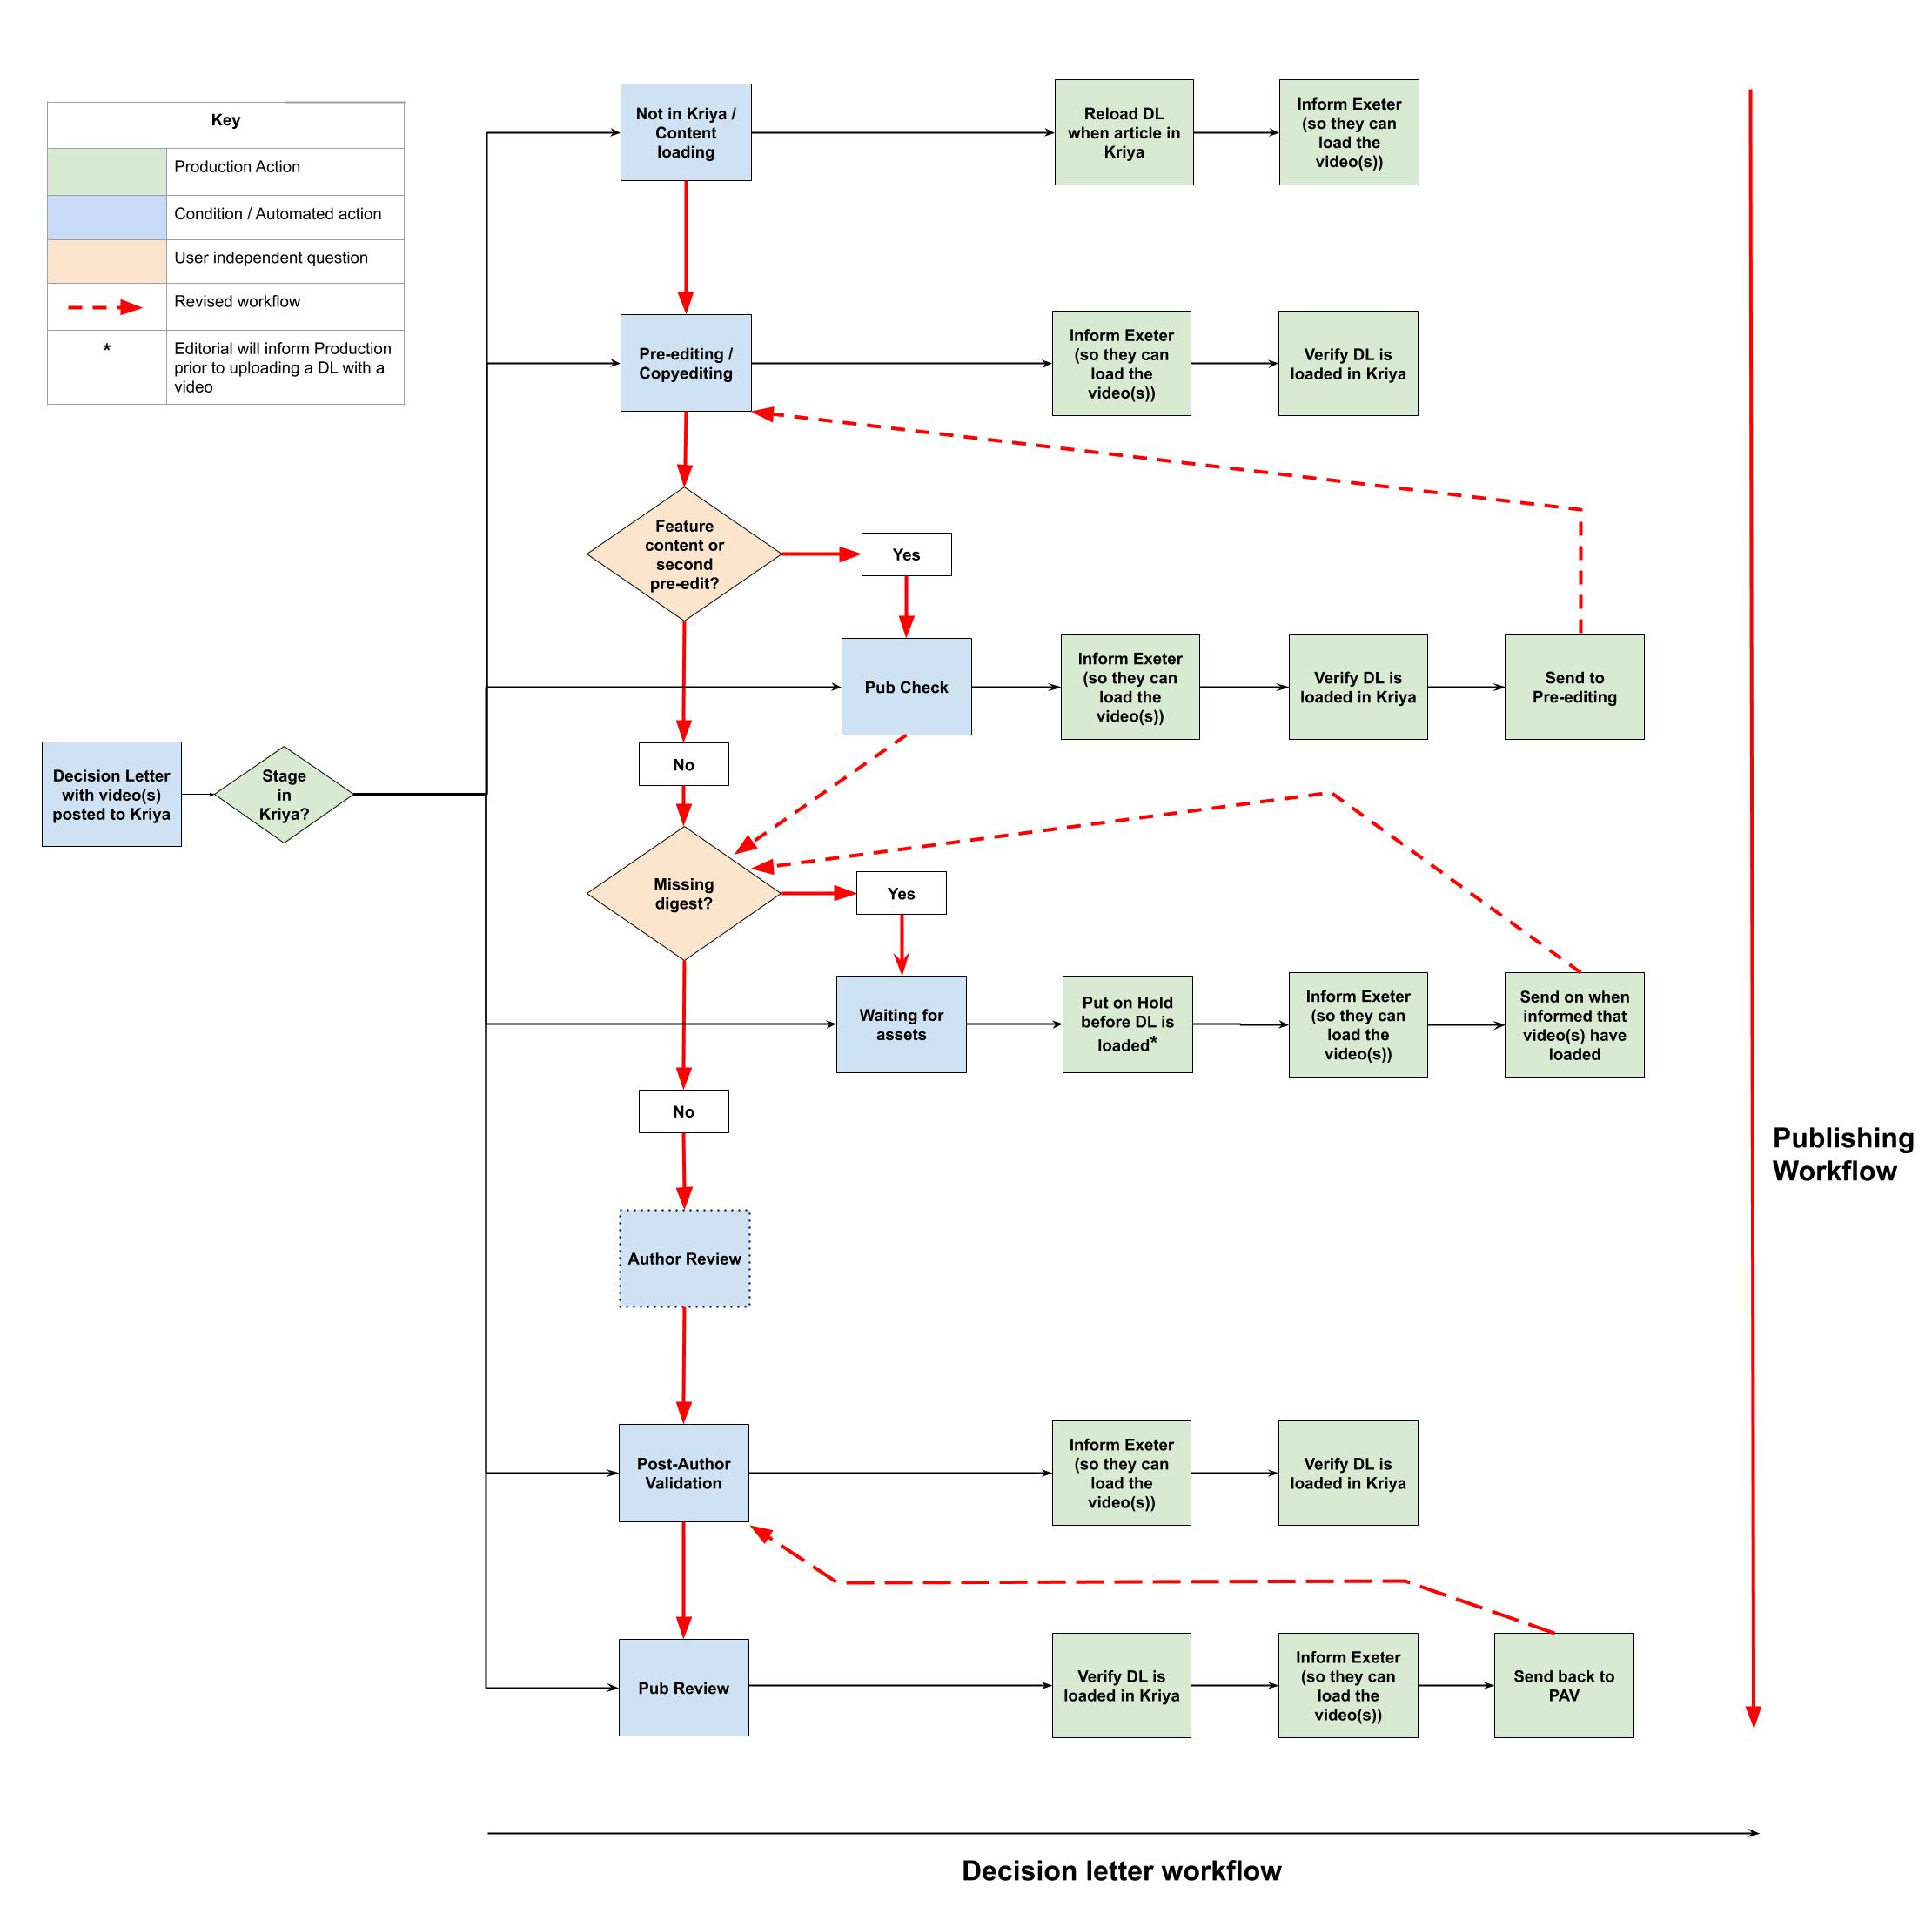 Key
Production Action
Condition / Automated action
User independent question
Revised workflow
*
Editorial will inform Production
prior to uploading a DL with a
video
Not in Kriya /
Content
loading
Reload DL
when article in
Kriya
Inform Exeter
(so they can
load the
video(s))
Pre-editing /
Copyediting
Inform Exeter
(so they can
load the
video(s))
Verify DL is
loaded in Kriya
Feature
content or
second
pre-edit?
Yes
Pub Check
Inform Exeter
(so they can
load the
video(s))
Verify DL is
loaded in Kriya
Send to
Pre-editing
No
Decision Letter
with video(s)
posted to Kriya
Stage
in
Kriya?
Missing
digest?
Yes
Waiting for
assets
Put on Hold
before DL is
loaded*
Inform Exeter
(so they can
load the
video(s))
Send on when
informed that
video(s) have
loaded
No
Publishing
Workflow
Author Review
Post-Author
Validation
Inform Exeter
(so they can
load the
video(s))
Verify DL is
loaded in Kriya
Pub Review
Verify DL is
loaded in Kriya
Inform Exeter
(so they can
load the
video(s))
Send back to
PAV
Decision letter workflow